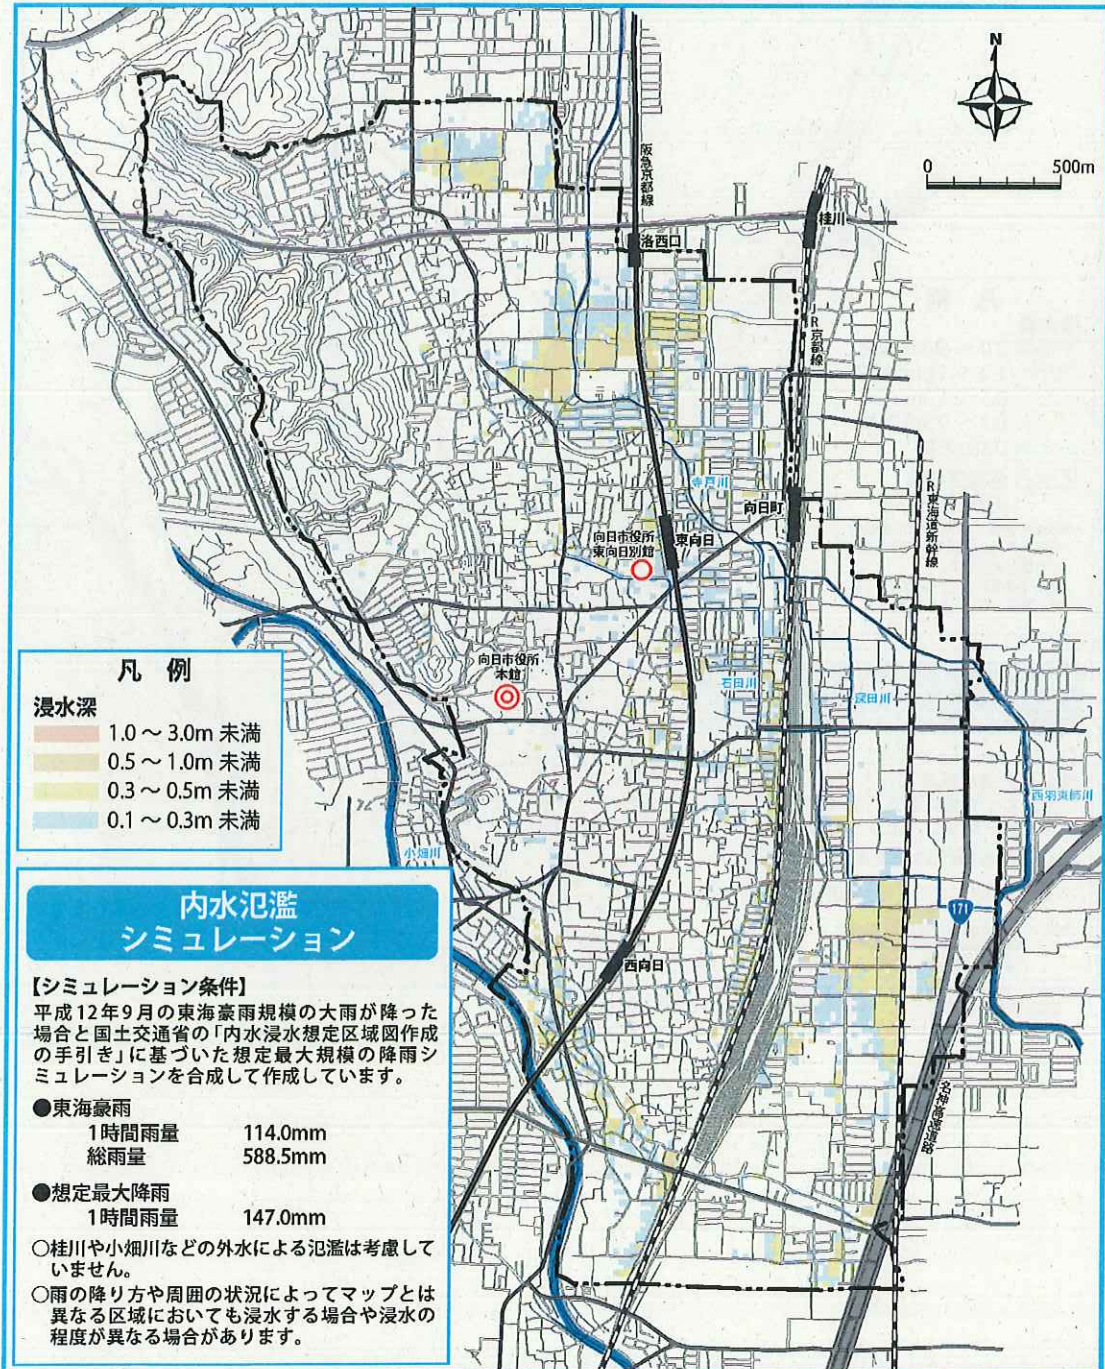 N
0 500m
阪急京都線
桂川
洛西口
JR京都線
JR東海道新幹線
寺戸川
向日町
東向日
向日市役所
東向日別館
向日市役所
本館
石田川
深田川
西羽束師川
小畑川
171
西向日
名神高速道路
凡 例
浸水深
1.0 ～ 3.0m 未満
0.5 ～ 1.0m 未満
0.3 ～ 0.5m 未満
0.1 ～ 0.3m 未満
内水氾濫
シミュレーション
【シミュレーション条件】
平成12年9月の東海豪雨規模の大雨が降った
場合と国土交通省の「内水浸水想定区域図作成
の手引き」に基づいた想定最大規模の降雨シ
ミュレーションを合成して作成しています。
●東海豪雨
1時間雨量 114.0mm
総雨量 588.5mm
●想定最大降雨
1時間雨量 147.0mm
○桂川や小畑川などの外水による氾濫は考慮して
いません。
○雨の降り方や周囲の状況によってマップとは
異なる区域においても浸水する場合や浸水の
程度が異なる場合があります。